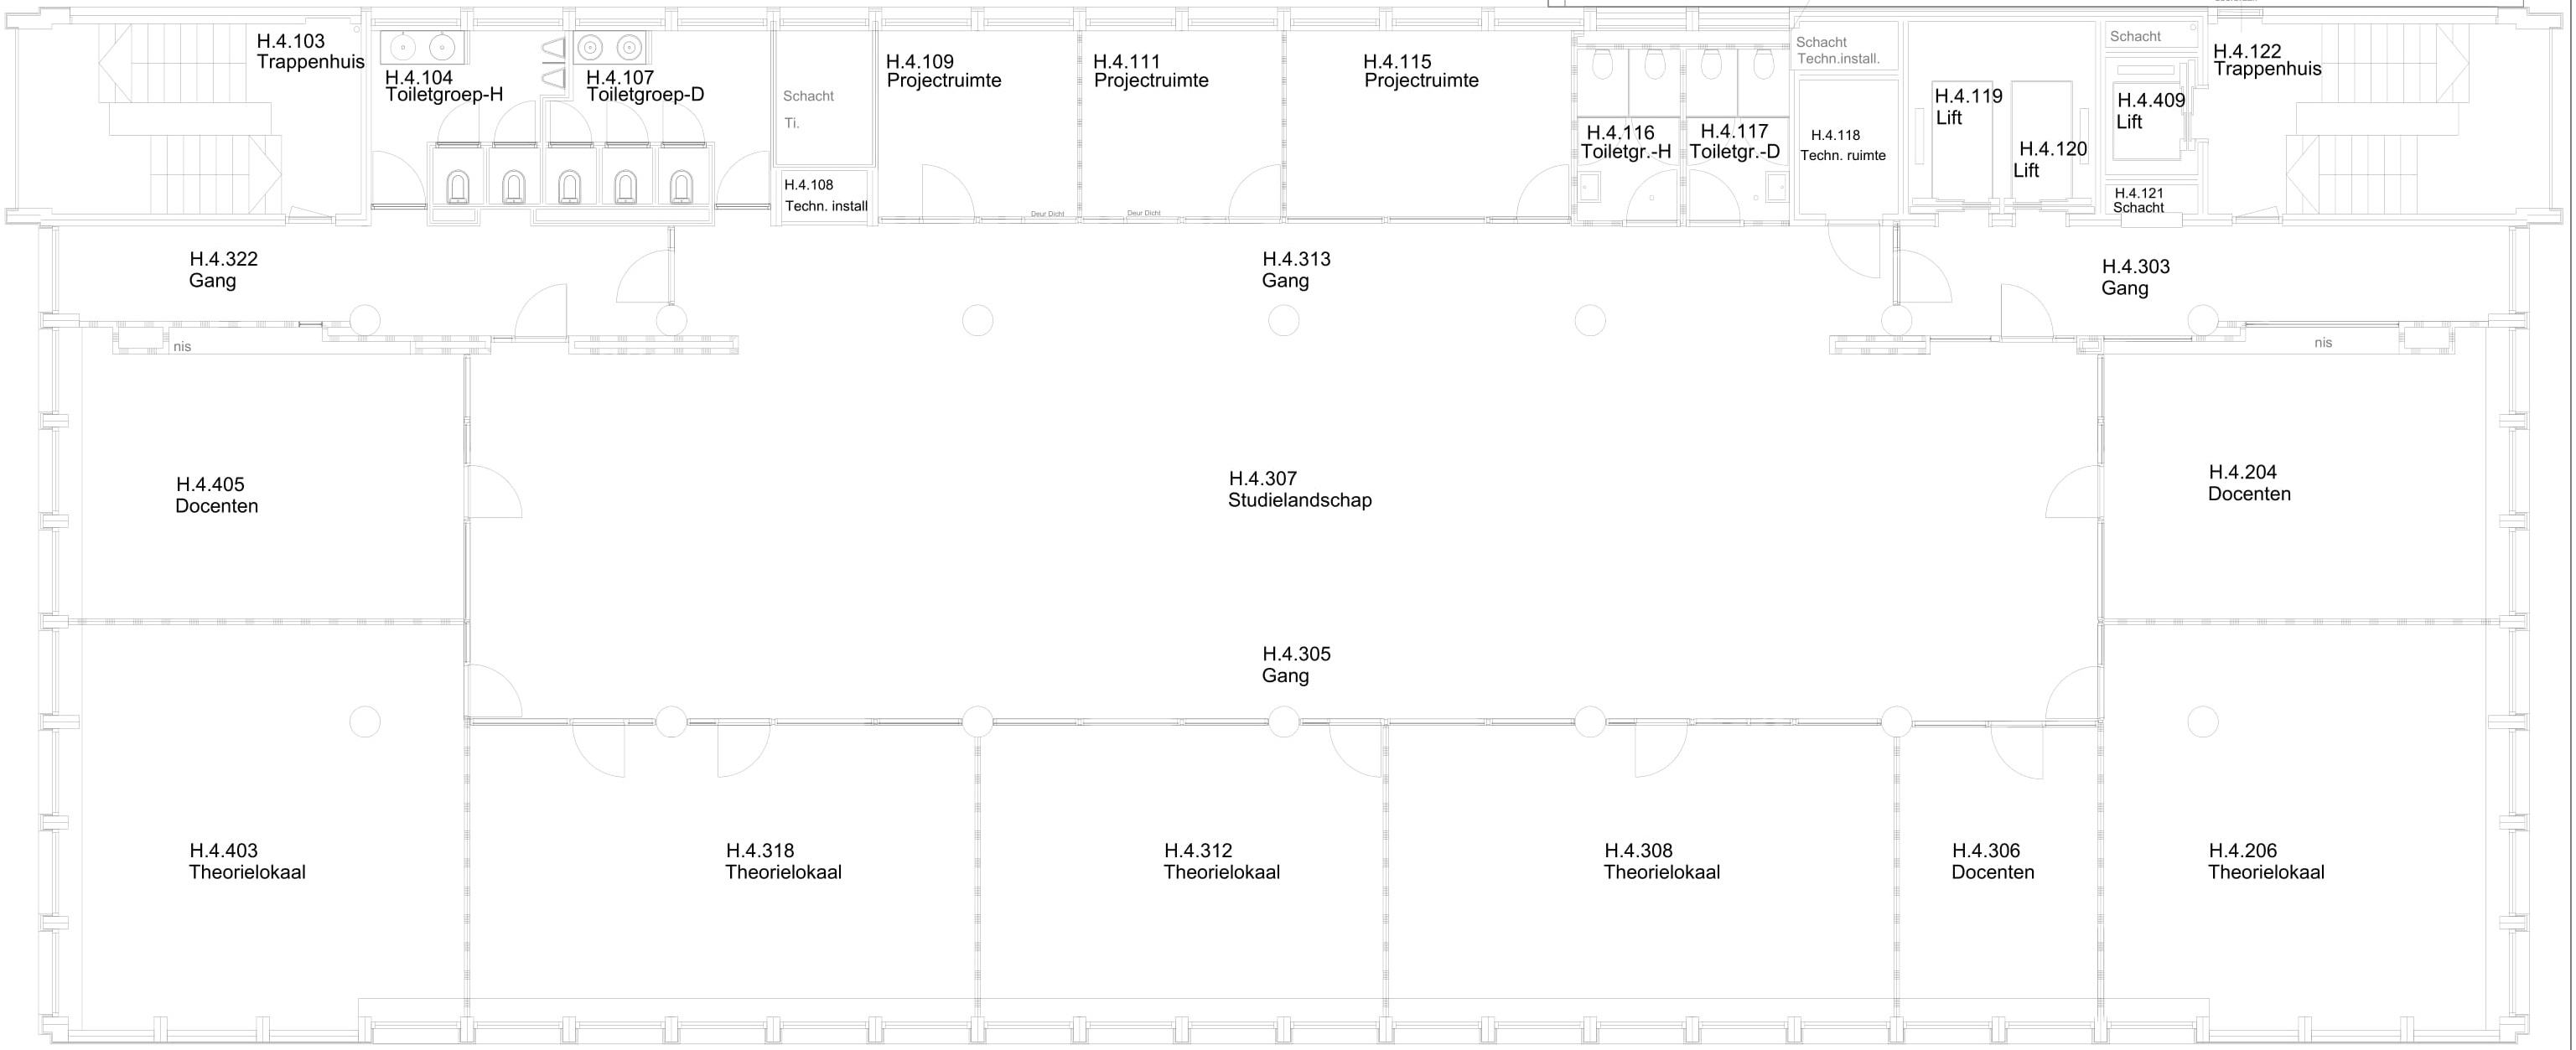 H.4.103
Trappenhuis
H.4.104
Toiletgroep-H
H.4.107
Toiletgroep-D
Schacht
Ti.
H.4.108
Techn. install
H.4.109
Projectruimte
Deur Dicht
H.4.111
Projectruimte
Deur Dicht
H.4.115
Projectruimte
H.4.116
Toiletgr.-H
H.4.117
Toiletgr.-D
Schacht
Techn.install.
H.4.118
Techn. ruimte
H.4.119
Lift
H.4.120
Lift
Schacht
H.4.409
Lift
H.4.121
Schacht
H.4.122
Trappenhuis
H.4.322
Gang
H.4.313
Gang
H.4.303
Gang
nis
nis
H.4.405
Docenten
H.4.307
Studielandschap
H.4.204
Docenten
H.4.305
Gang
H.4.403
Theorielokaal
H.4.318
Theorielokaal
H.4.312
Theorielokaal
H.4.308
Theorielokaal
H.4.306
Docenten
H.4.206
Theorielokaal